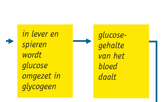 in lever en
spieren
wordt
glucose
omgezet in
glycogeen
glucose-
gehalte
van het
bloed
daalt